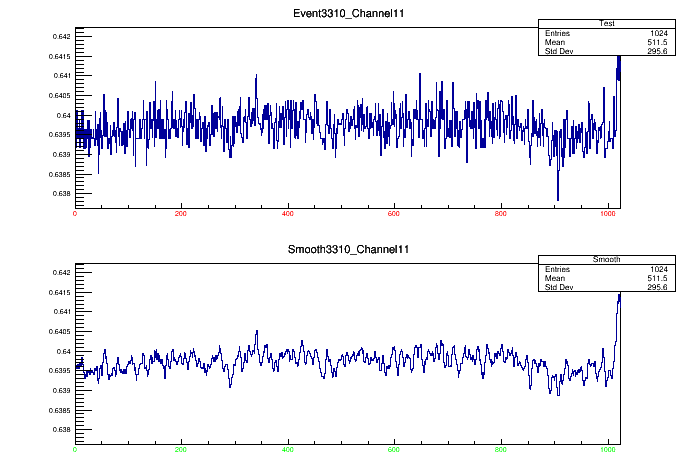 Event3310_Channel11
Test
Entries 1024
Mean 511.5
Std Dev 295.6
0.642
0.6415
0.641
0.6405
0.64
0.6395
0.639
0.6385
0.638
0 200 400 600 800 1000
Smooth3310_Channel11
Smooth
Entries 1024
Mean 511.5
Std Dev 295.6
0.642
0.6415
0.641
0.6405
0.64
0.6395
0.639
0.6385
0.638
0 200 400 600 800 1000